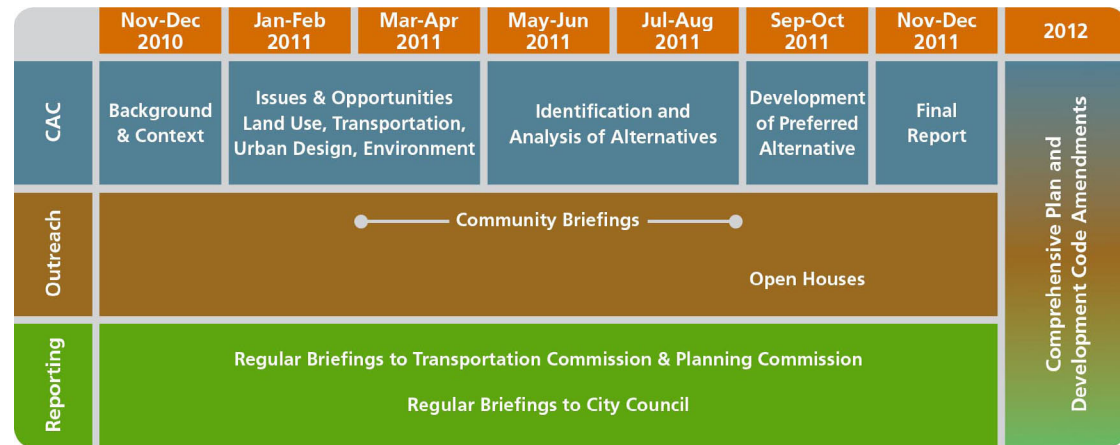 Nov-Dec
2010
Jan-Feb
2011
Mar-Apr
2011
May-Jun
2011
Jul-Aug
2011
Sep-Oct
2011
Nov-Dec
2011
2012
CAC
Background
& Context
Issues & Opportunities
Land Use, Transportation,
Urban Design, Environment
Identification and
Analysis of Alternatives
Development
of Preferred
Alternative
Final
Report
Outreach
Community Briefings
Open Houses
Reporting
Regular Briefings to Transportation Commission & Planning Commission
Regular Briefings to City Council
Comprehensive Plan and
Development Code Amendments